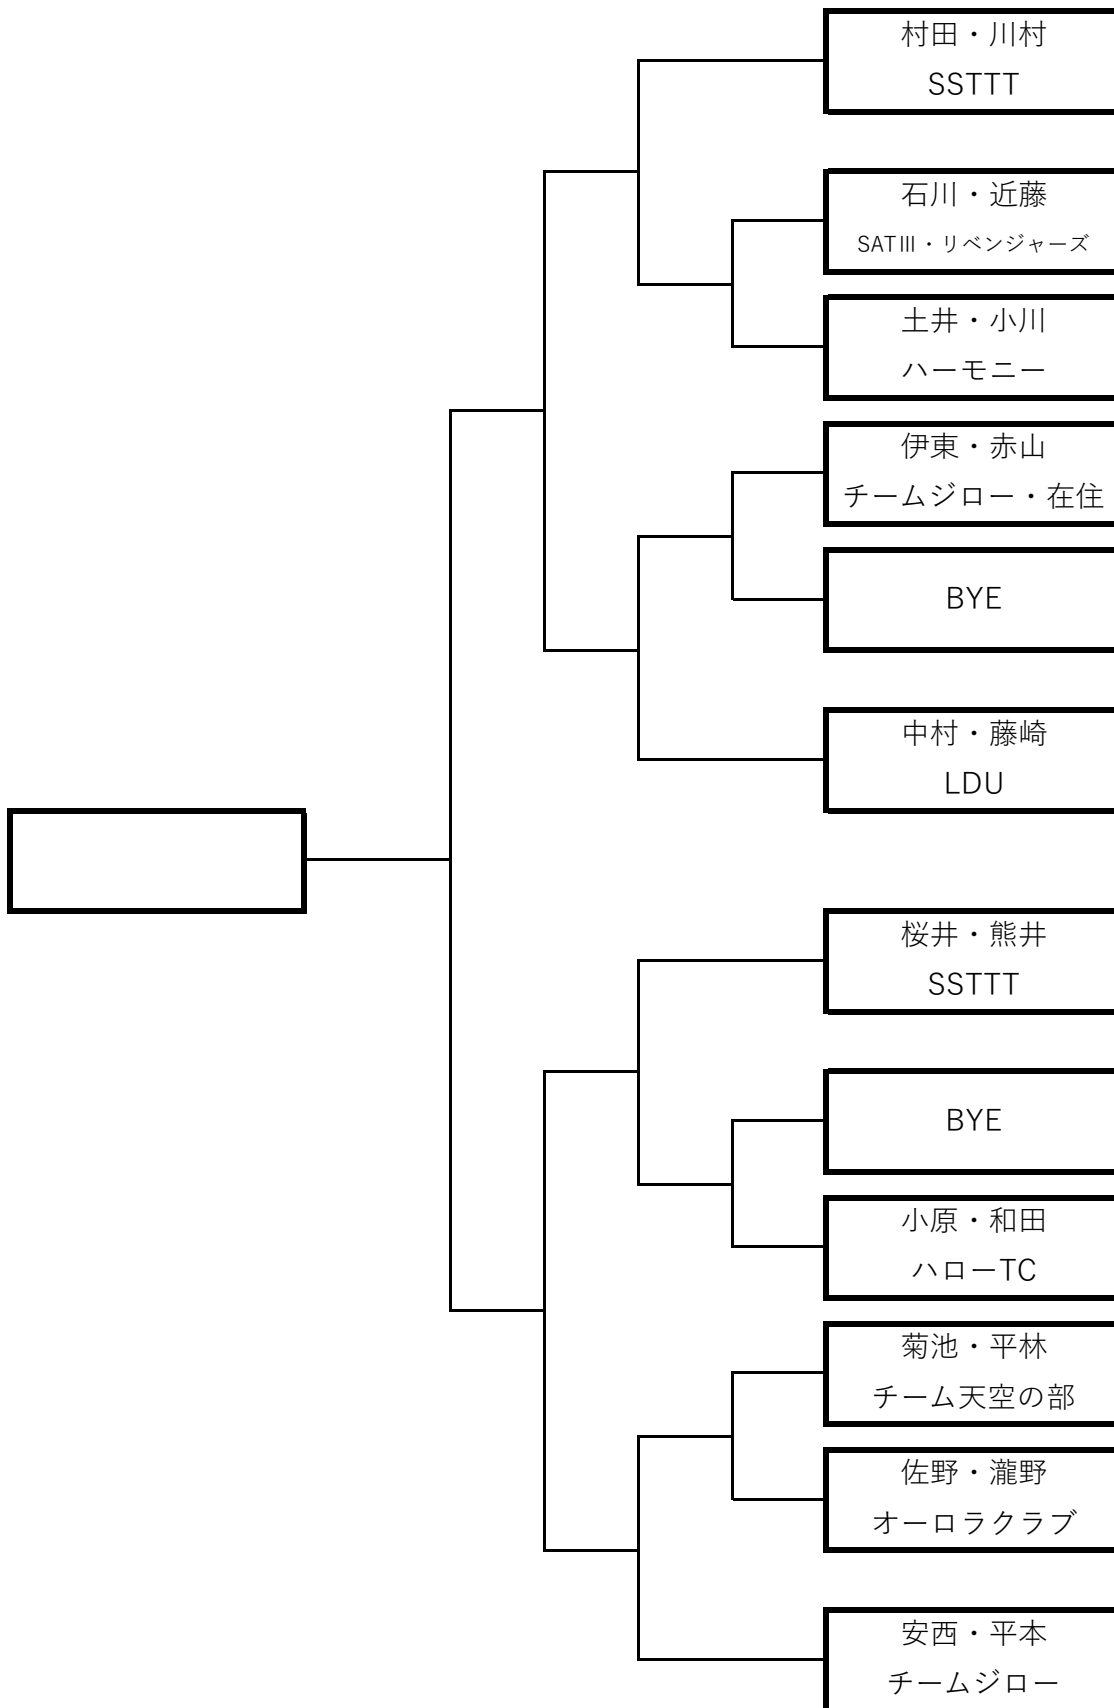 村田・川村
SSTTT
石川・近藤
SATⅢ・リベンジャーズ
土井・小川
ハーモニー
伊東・赤山
チームジロー・在住
BYE
中村・藤崎
LDU
桜井・熊井
SSTTT
BYE
小原・和田
ハローTC
菊池・平林
チーム天空の部
佐野・瀧野
オーロラクラブ
安西・平本
チームジロー